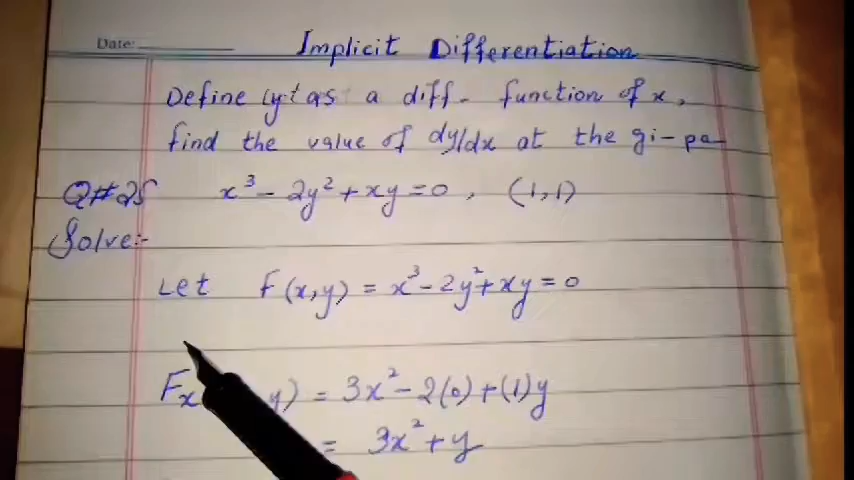 Implicit Differentiation
Date:
Define y as a diff. function of x,
find the value of dy/dx at the gi-pa
Q#25 x³ - 2y² + xy = 0, (1,1)
Solve:-
Let F(x,y) = x³ - 2y² + xy = 0
Fx y) = 3x² - 2(0) + (1)y
= 3x² + y